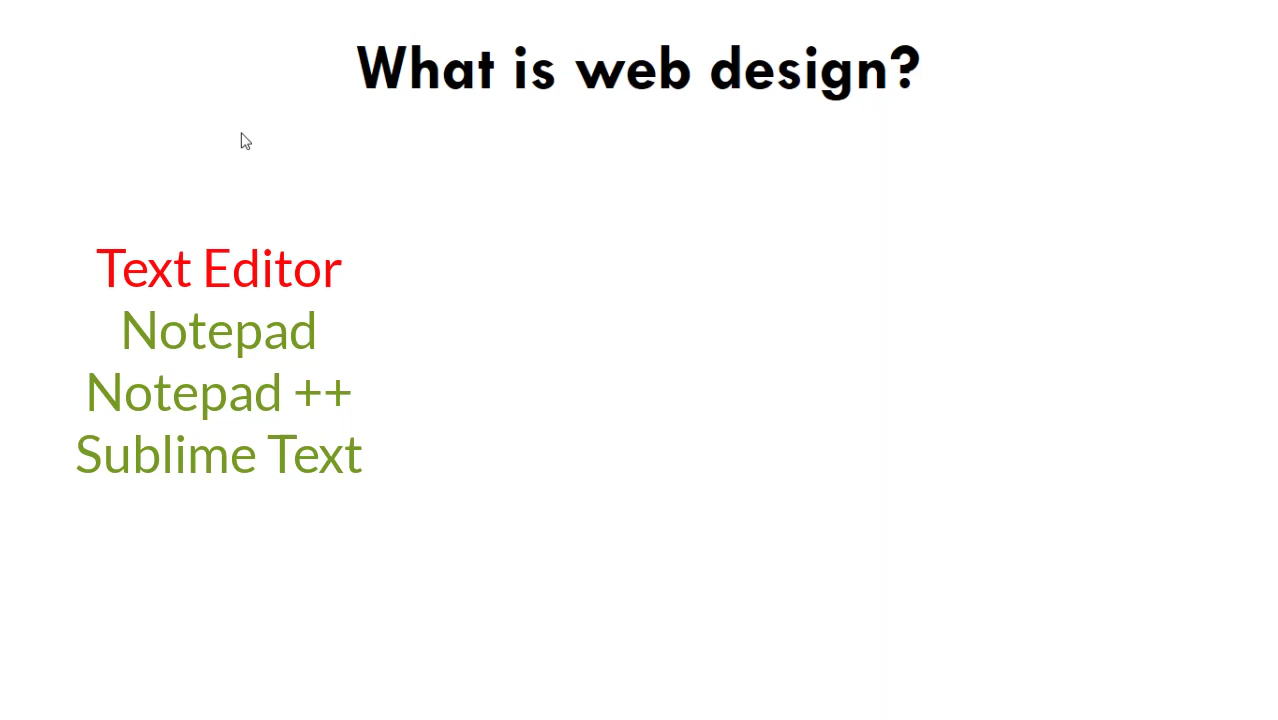 What is web design?
Text Editor
Notepad
Notepad ++
Sublime Text